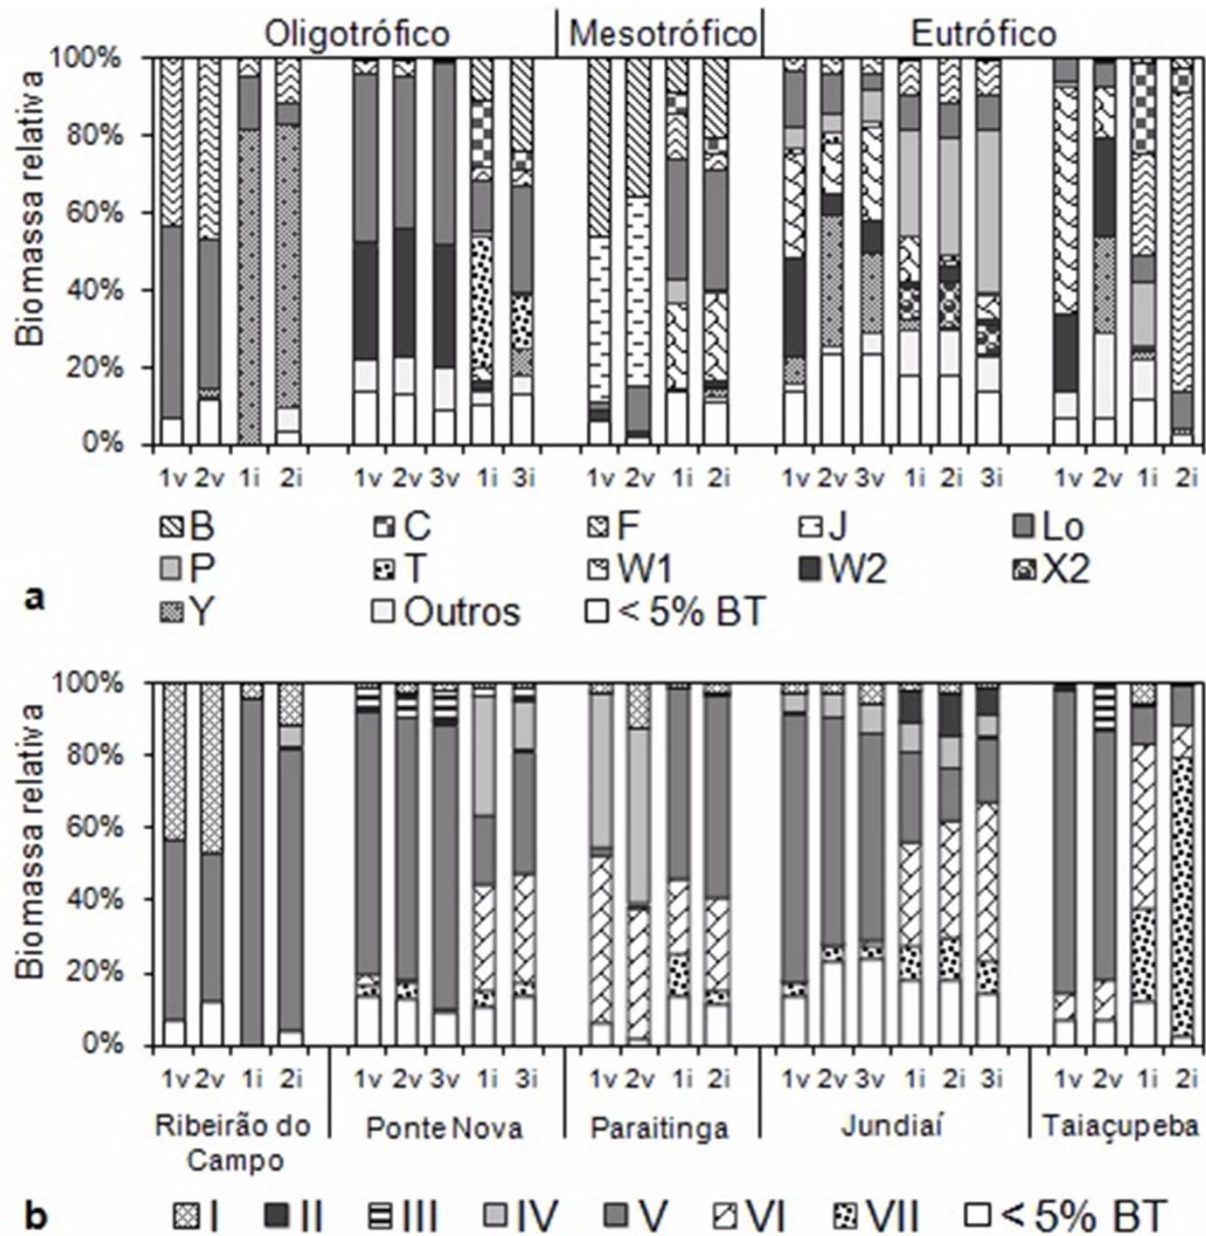 Oligotrófico Mesotrófico Eutrófico
Biomassa relativa
100%
80%
60%
40%
20%
0%
1v 2v 1i 2i 1v 2v 3v 1i 3i 1v 2v 1i 2i 1v 2v 3v 1i 2i 3i 1v 2v 1i 2i
B C F J Lo
P T W1 W2 X2
a
Y Outros < 5% BT
Biomassa relativa
100%
80%
60%
40%
20%
0%
1v 2v 1i 2i 1v 2v 3v 1i 3i 1v 2v 1i 2i 1v 2v 3v 1i 2i 3i 1v 2v 1i 2i
Ribeirão do Ponte Nova Paraitinga Jundiaí Taiaçupeba
Campo
b I II III IV V VI VII < 5% BT